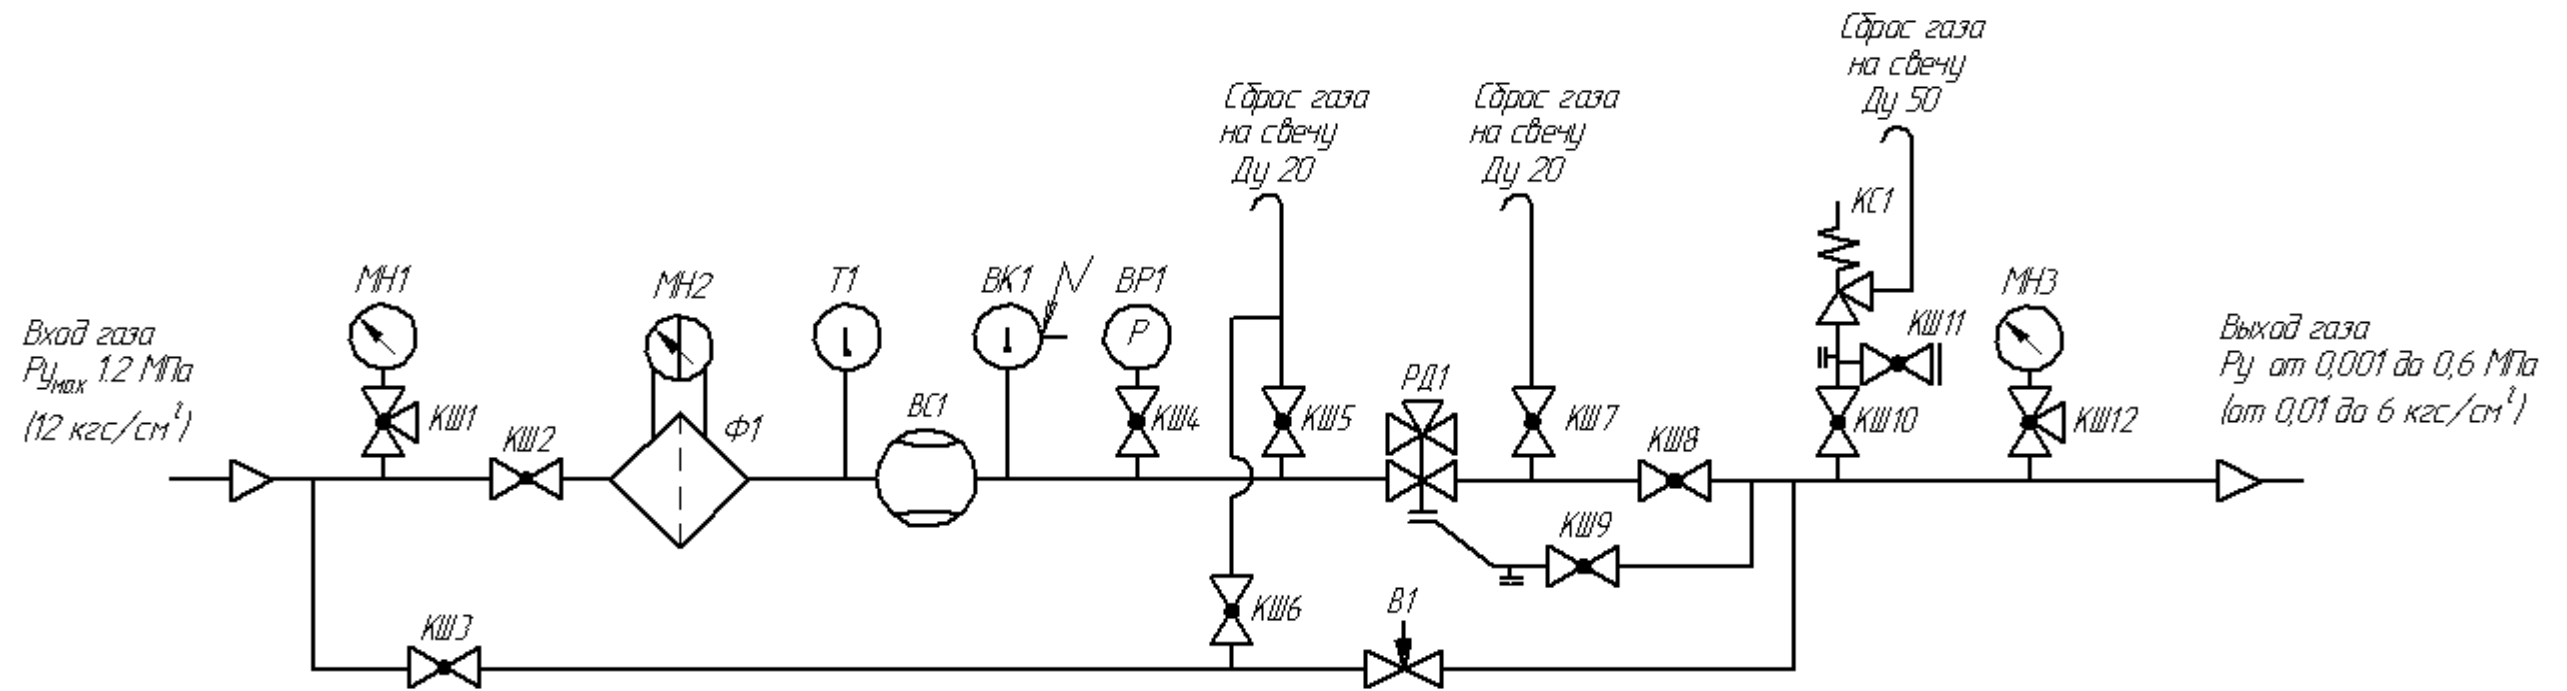 Сброс газа
на свечу
Ду 50
Сброс газа
на свечу
Ду 20
Сброс газа
на свечу
Ду 20
КС1
МН1
МН2
Т1
ВК1
ВР1
МН3
Р
Вход газа
Руmax 1.2 МПа
(12 кгс/см²)
КШ11
Выход газа
Ру от 0,001 до 0,6 МПа
(от 0,01 до 6 кгс/см²)
КШ1
КШ2
Ф1
ВС1
КШ4
КШ5
РД1
КШ7
КШ8
КШ10
КШ12
КШ9
КШ3
КШ6
В1